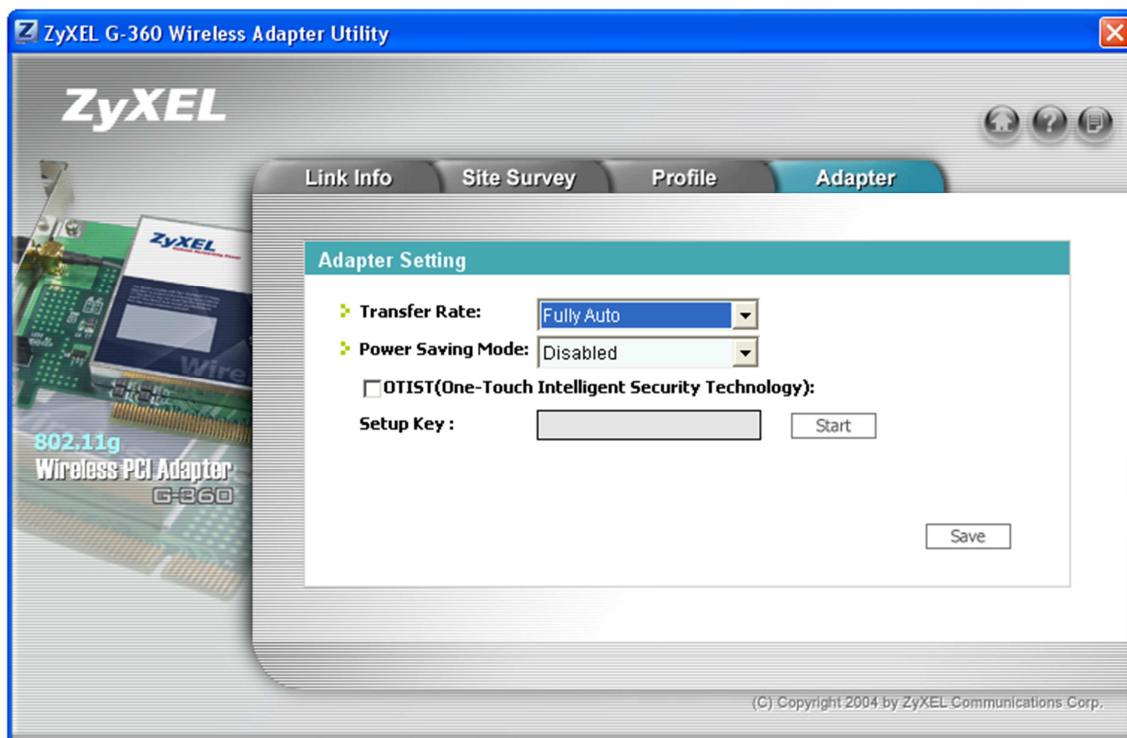 ZyXEL G-360 Wireless Adapter Utility
ZyXEL
Link Info
Site Survey
Profile
Adapter
ZyXEL
Wire
802.11g
Wireless PCI Adapter
G-360
Adapter Setting
Transfer Rate: Fully Auto
Power Saving Mode: Disabled
OTIST(One-Touch Intelligent Security Technology):
Setup Key : Start
Save
(C) Copyright 2004 by ZyXEL Communications Corp.